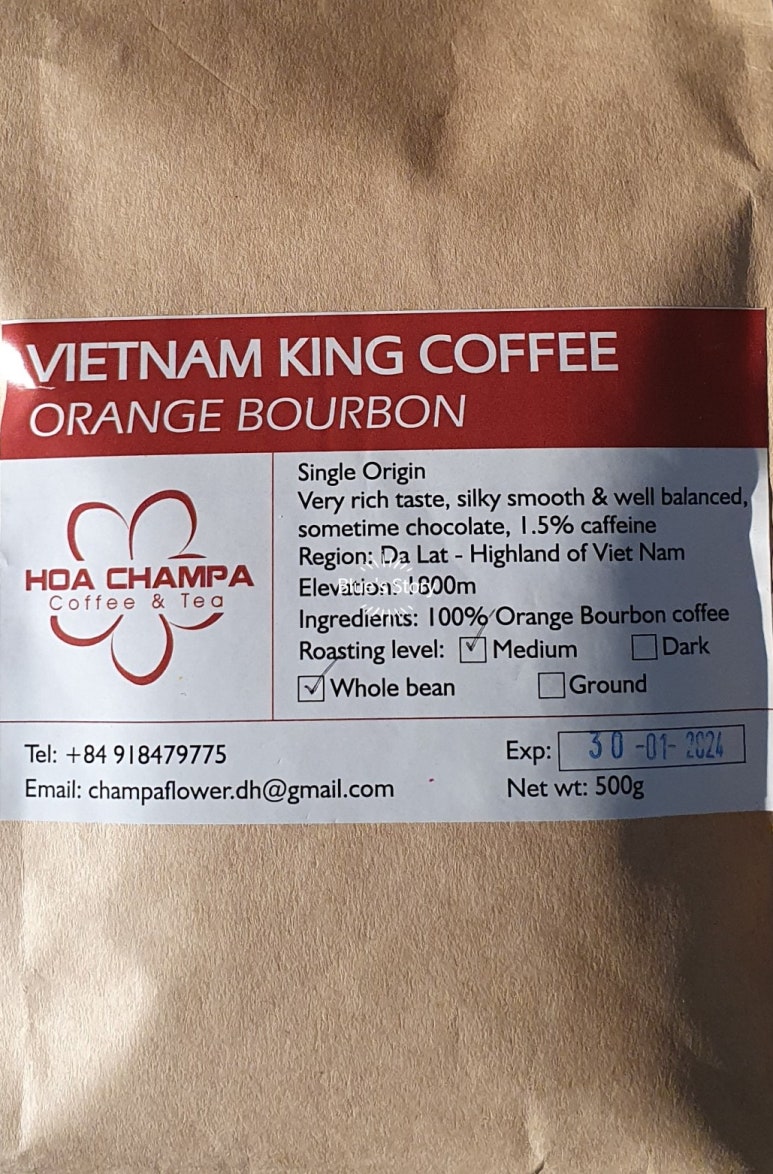 VIETNAM KING COFFEE
ORANGE BOURBON
HOA CHAMPA
Coffee & Tea
Single Origin
Very rich taste, silky smooth & well balanced,
sometime chocolate, 1.5% caffeine
Region: Da Lat - Highland of Viet Nam
Elevation:
Blue's Story
Ingredients: 100% Orange Bourbon coffee
Roasting level: Medium Dark
Whole bean Ground
Tel: +84 918479775
Email: champaflower.dh@gmail.com
Exp: 30-01-2024
Net wt: 500g